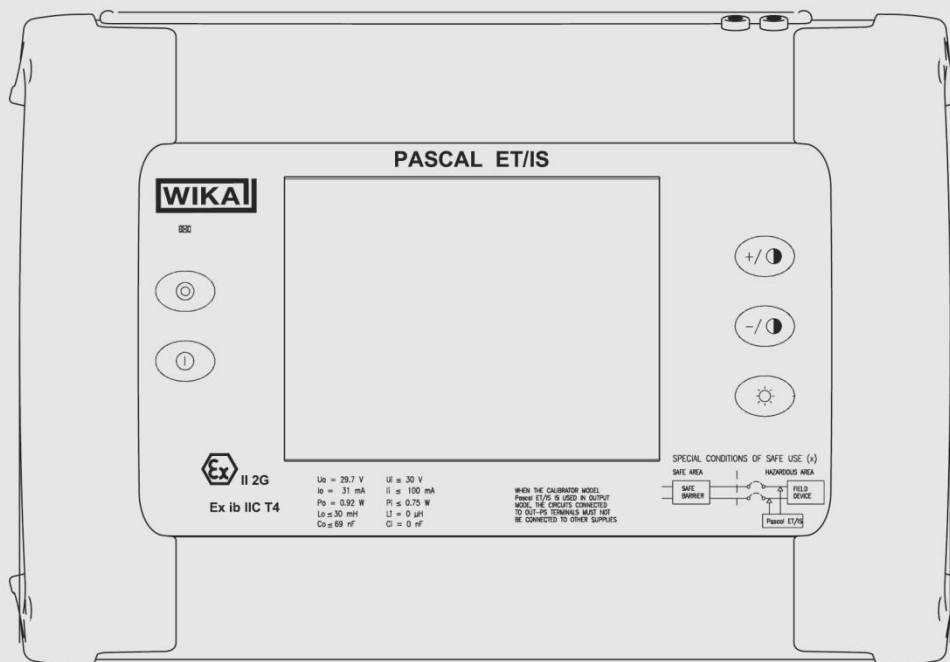 PASCAL ET/IS
WIKA
+/
-/
Ex II 2G
Ex ib IIC T4
Uo = 29.7 V Ui ≤ 30 V
Io = 31 mA Ii ≤ 100 mA
Po = 0.92 W Pi ≤ 0.75 W
Lo ≤ 30 mH LI = 0 µH
Co ≤ 69 nF Ci = 0 nF
WHEN THE CALIBRATOR MODEL
Pascal ET/IS IS USED IN OUTPUT
MODE, THE CIRCUITS CONNECTED
TO OUT-PS TERMINALS MUST NOT
BE CONNECTED TO OTHER SUPPLIES
SPECIAL CONDITIONS OF SAFE USE (x)
SAFE AREA HAZARDOUS AREA
SAFE
BARRIER
FIELD
DEVICE
Pascal ET/IS